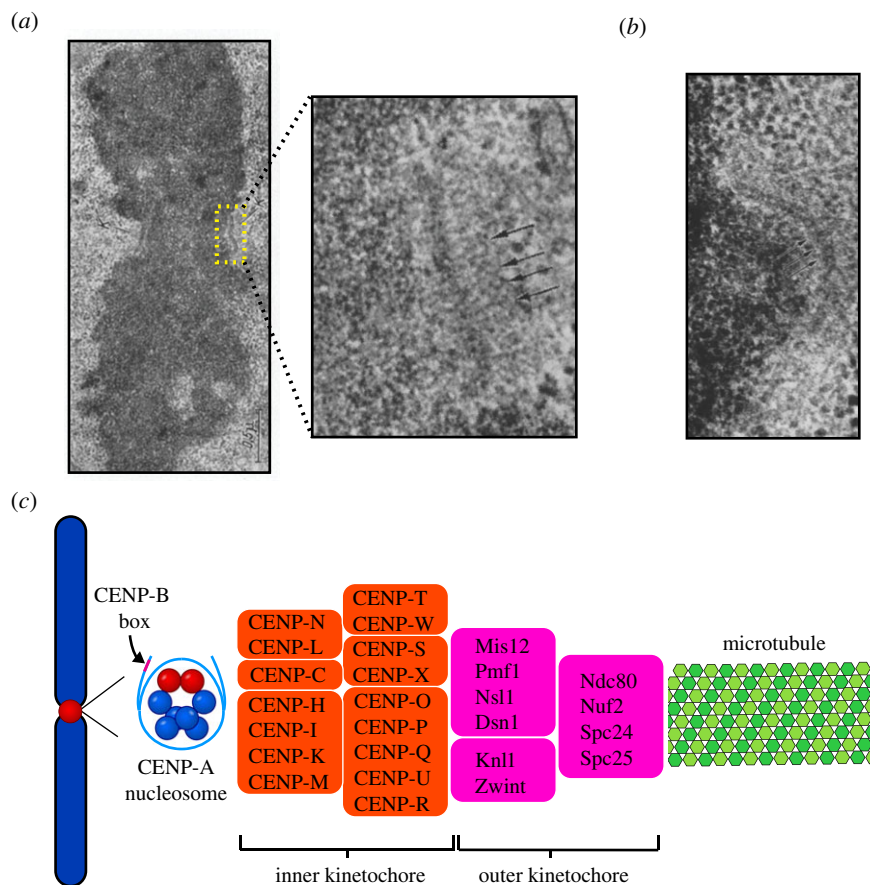 (a)
(b)
(c)
CENP-B
box
CENP-A
nucleosome
CENP-N
CENP-L
CENP-C
CENP-H
CENP-I
CENP-K
CENP-M
CENP-T
CENP-W
CENP-S
CENP-X
CENP-O
CENP-P
CENP-Q
CENP-U
CENP-R
Mis12
Pmf1
Nsl1
Dsn1
Knl1
Zwint
Ndc80
Nuf2
Spc24
Spc25
microtubule
inner kinetochore
outer kinetochore